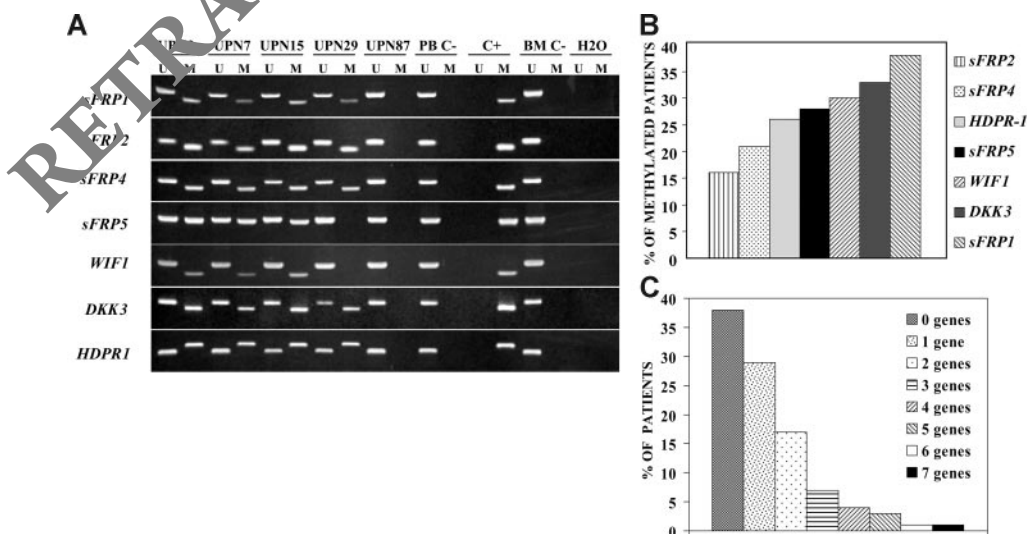 RETRA
A
UPN7 UPN15 UPN29 UPN87 PB C- C+ BM C- H2O
U M U M U M U M U M U M U M U M U M
sFRP1
sFRP4
sFRP5
WIF1
DKK3
HDPR1
B
% OF METHYLATED PATIENTS
40
35
30
25
20
15
10
5
0
sFRP2
sFRP4
HDPR-1
sFRP5
WIF1
DKK3
sFRP1
C
% OF PATIENTS
40
35
30
25
20
15
10
5
0
0 genes
1 gene
2 genes
3 genes
4 genes
5 genes
6 genes
7 genes